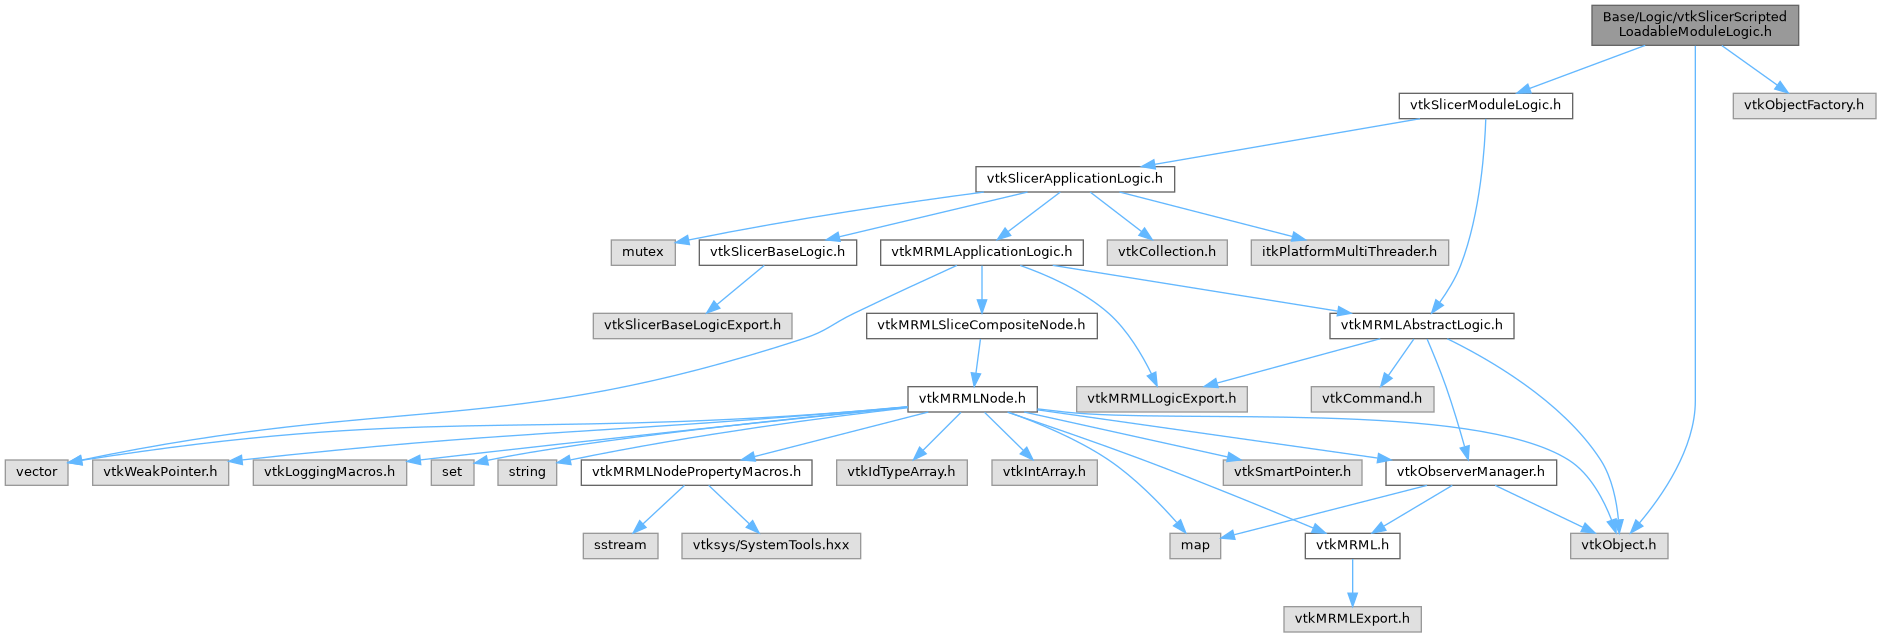 Base/Logic/vtkSlicerScripted
LoadableModuleLogic.h
vtkSlicerModuleLogic.h
vtkObjectFactory.h
vtkSlicerApplicationLogic.h
mutex
vtkSlicerBaseLogic.h
vtkMRMLApplicationLogic.h
vtkCollection.h
itkPlatformMultiThreader.h
vtkSlicerBaseLogicExport.h
vtkMRMLSliceCompositeNode.h
vtkMRMLAbstractLogic.h
vtkMRMLNode.h
vtkMRMLLogicExport.h
vtkCommand.h
vector
vtkWeakPointer.h
vtkLoggingMacros.h
set
string
vtkMRMLNodePropertyMacros.h
vtkIdTypeArray.h
vtkIntArray.h
vtkSmartPointer.h
vtkObserverManager.h
sstream
vtksys/SystemTools.hxx
map
vtkMRML.h
vtkObject.h
vtkMRMLExport.h